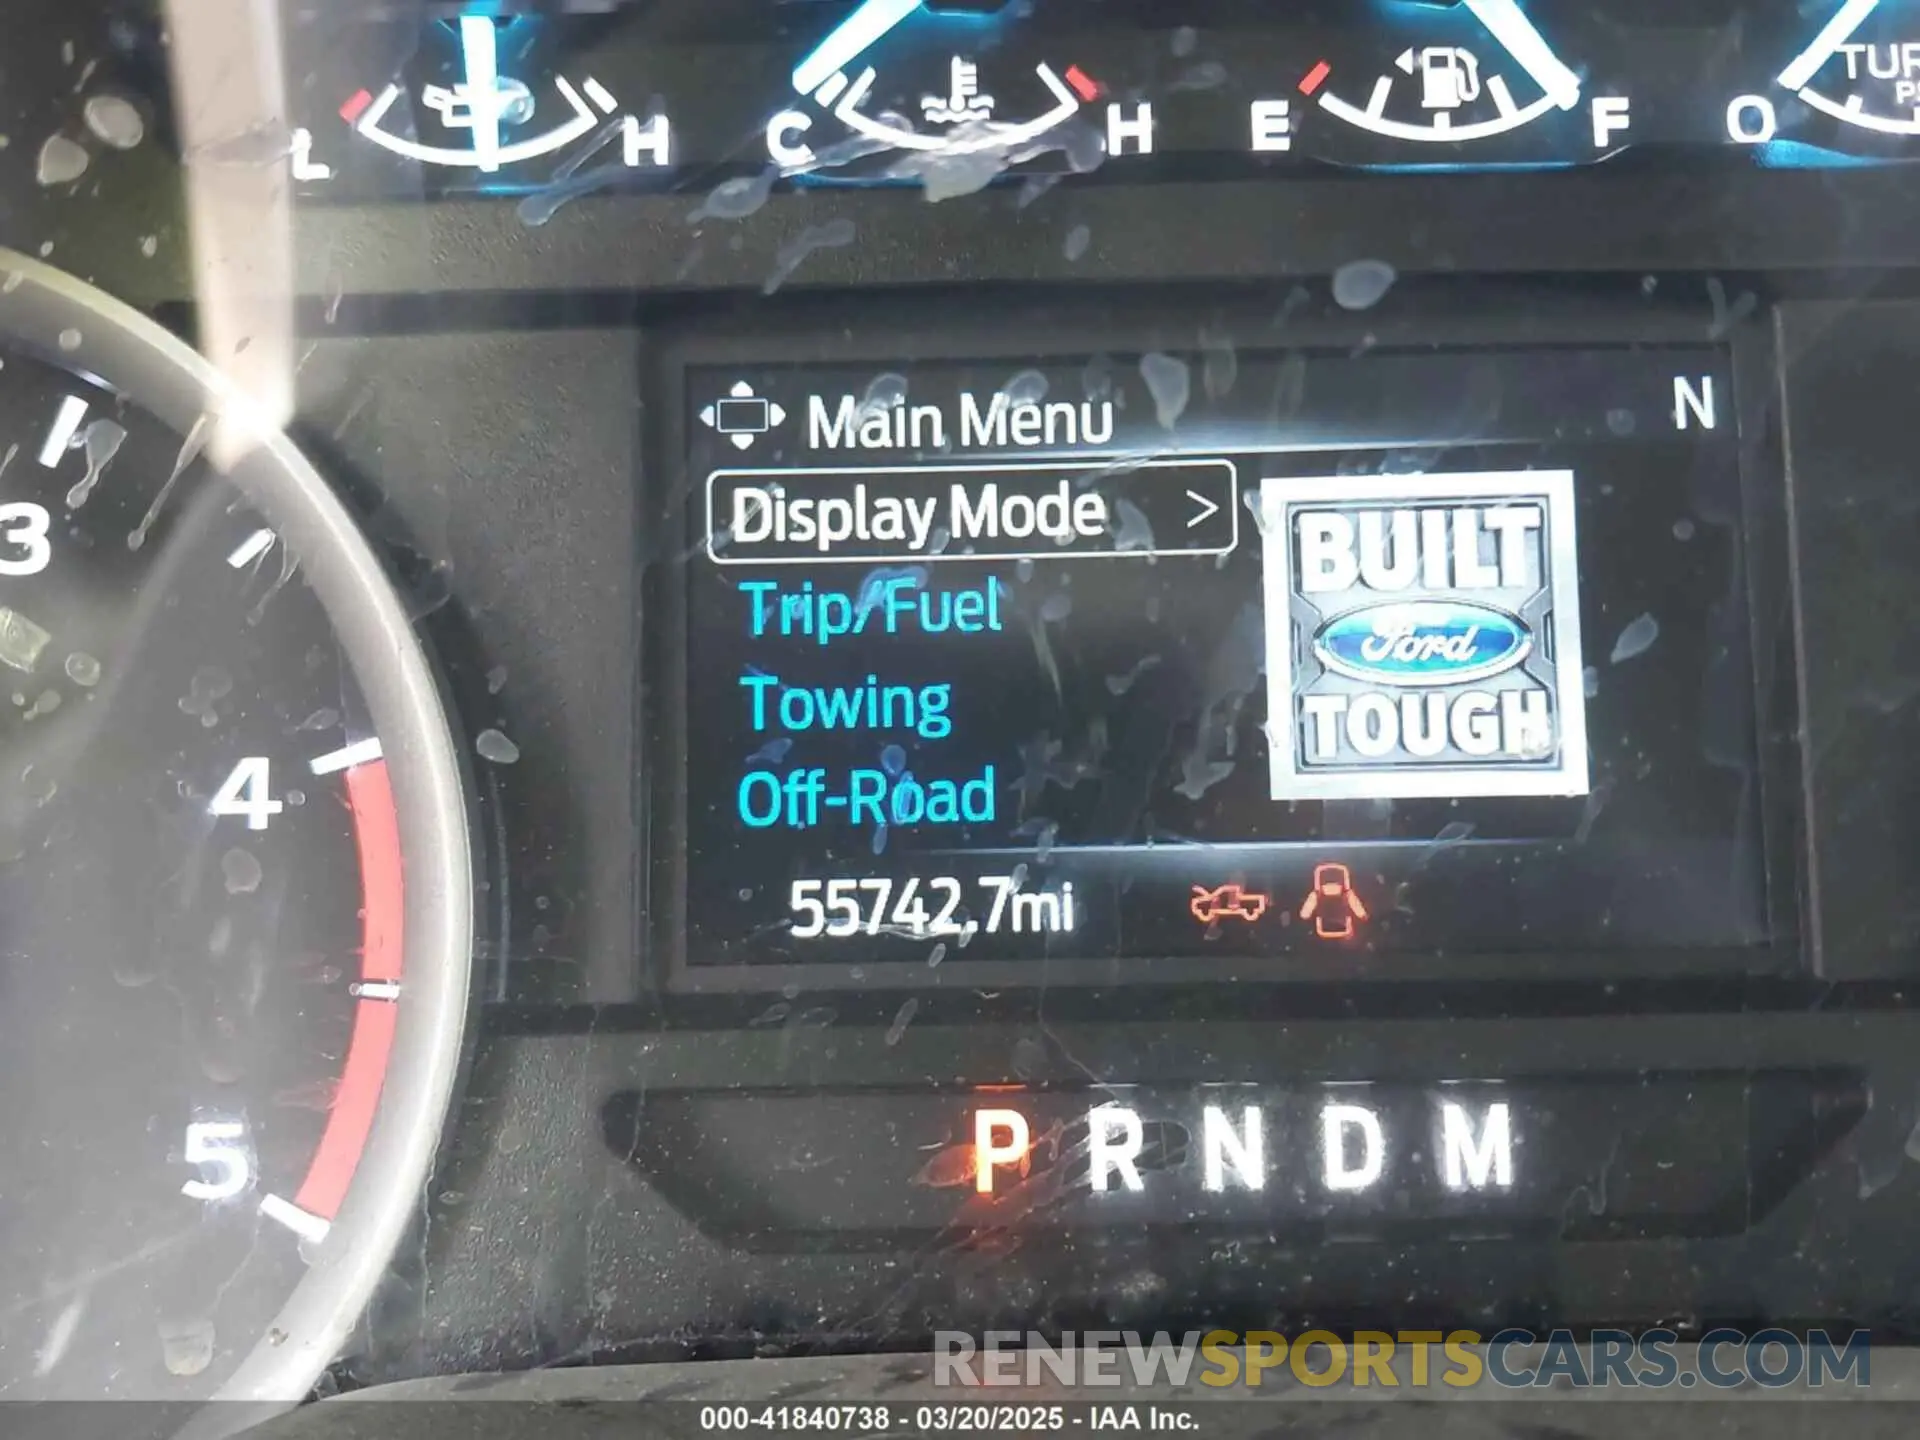 L H C H E F O TUR
3
Main Menu N
Display Mode >
Trip/Fuel
Towing
Off-Road
BUILT
Ford
TOUGH
4
55742.7mi
5
P R N D M
RENEWSPORTSCARS.COM
000-41840738 - 03/20/2025 - IAA Inc.